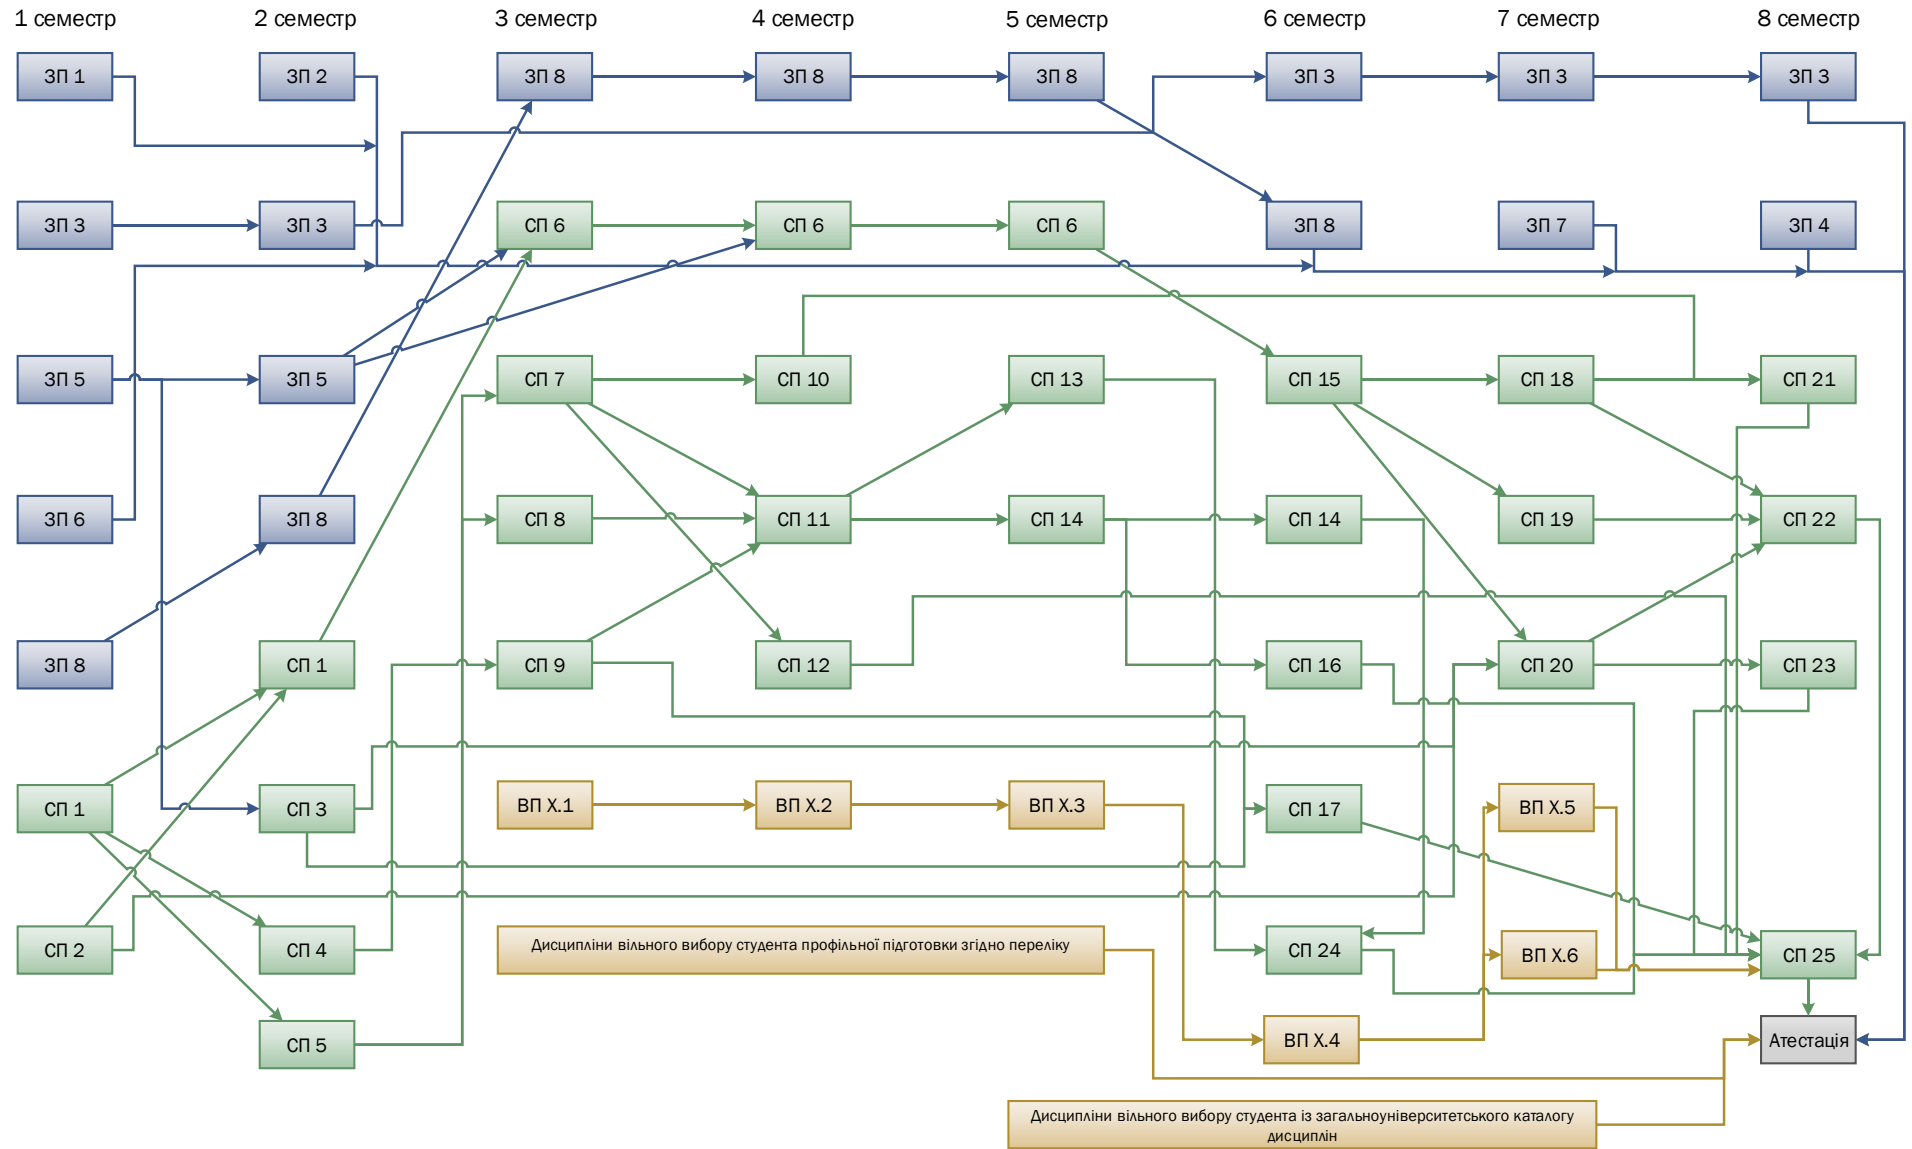 1 семестр
2 семестр
3 семестр
4 семестр
5 семестр
6 семестр
7 семестр
8 семестр
ЗП 1
ЗП 2
ЗП 8
ЗП 8
ЗП 8
ЗП 3
ЗП 3
ЗП 3
ЗП 3
ЗП 3
СП 6
СП 6
СП 6
ЗП 8
ЗП 7
ЗП 4
ЗП 5
ЗП 5
СП 7
СП 10
СП 13
СП 15
СП 18
СП 21
ЗП 6
ЗП 8
СП 8
СП 11
СП 14
СП 14
СП 19
СП 22
ЗП 8
СП 1
СП 9
СП 12
СП 16
СП 20
СП 23
СП 1
СП 3
ВП Х.1
ВП Х.2
ВП Х.3
СП 17
ВП Х.5
СП 2
СП 4
Дисципліни вільного вибору студента профільної підготовки згідно переліку
СП 24
ВП Х.6
СП 25
СП 5
ВП Х.4
Атестація
Дисципліни вільного вибору студента із загальноуніверситетського каталогу
дисциплін